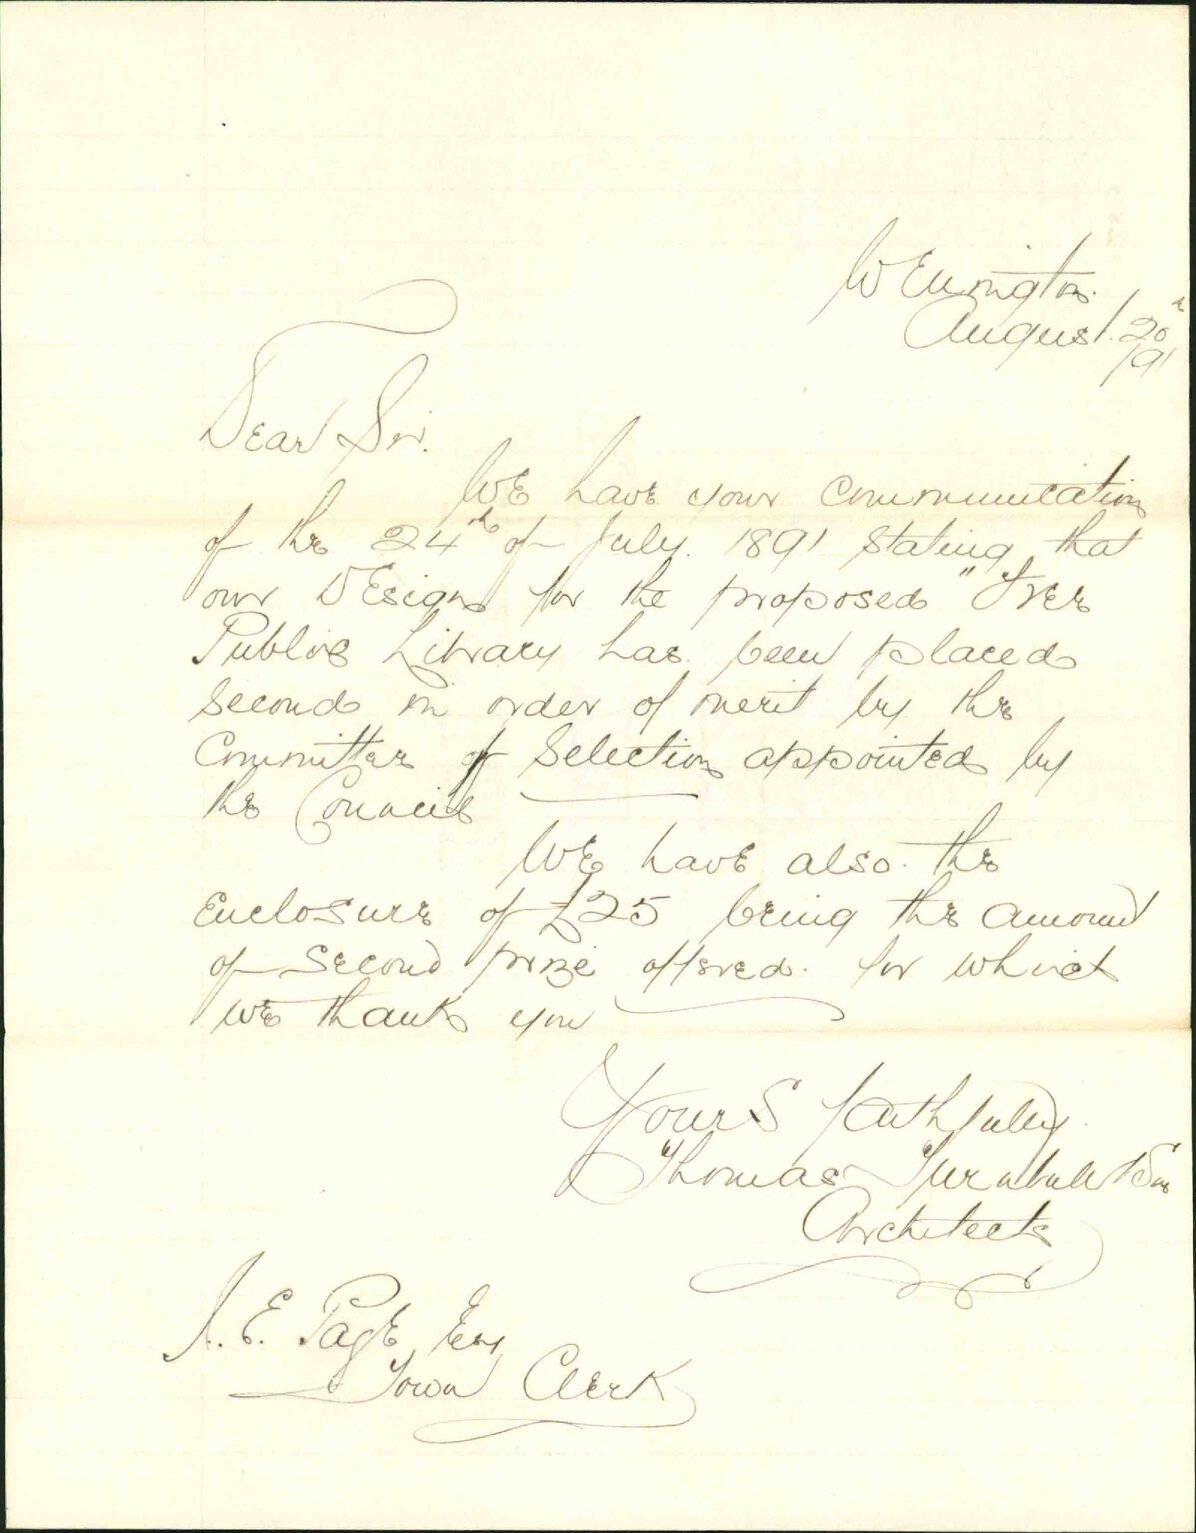 Wellington
August 20th
/91
Dear Sir.
We have your communication
of the 24th of July. 1891 stating that
our Design for the proposed "Free
Public Library has been placed
second in order of merit by the
Committee of Selection appointed by
the Council
We have also the
Enclosure of £25 being the amount
of Second prize offered. for which
we thank you
Yours faithfully
Thomas Turnbull & Son
Architects
J. E. Page Esq
Town Clerk